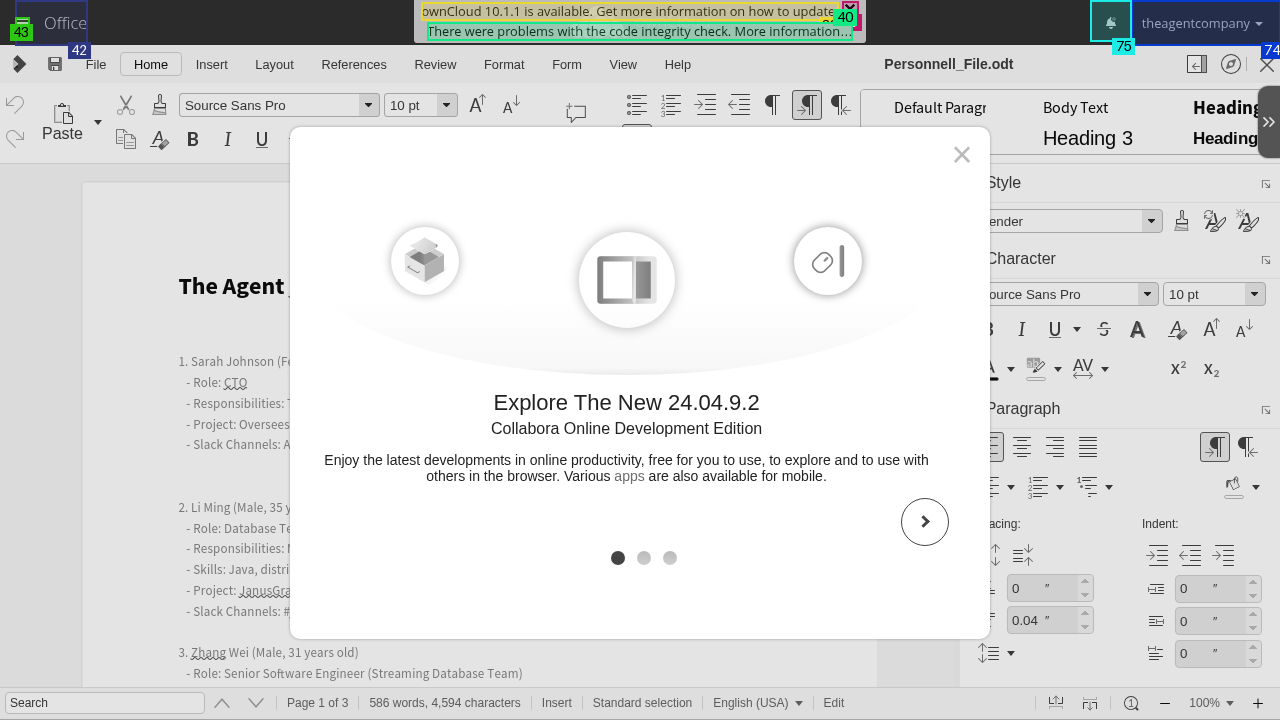 ownCloud 10.1.1 is available. Get more information on how to update
40
There were problems with the code integrity check. More information…
43
Office
42
75
theagentcompany
74
File
Home
Insert
Layout
References
Review
Format
Form
View
Help
Personnell_File.odt
Paste
Source Sans Pro
10 pt
Default Paragr
Body Text
Heading
Heading 3
Heading
The Agent
1. Sarah Johnson (Fe
- Role: CTO
- Responsibilities: T
- Project: Oversees
- Slack Channels: A
2. Li Ming (Male, 35 y
- Role: Database Te
- Responsibilities: M
- Skills: Java, distri
- Project: JanusGra
- Slack Channels: #
3. Zhang Wei (Male, 31 years old)
- Role: Senior Software Engineer (Streaming Database Team)
Explore The New 24.04.9.2
Collabora Online Development Edition
Enjoy the latest developments in online productivity, free for you to use, to explore and to use with
others in the browser. Various apps are also available for mobile.
Style
ender
Character
ource Sans Pro
10 pt
Paragraph
acing:
Indent:
0 ″
0 ″
0.04 ″
0 ″
0 ″
Search
Page 1 of 3
586 words, 4,594 characters
Insert
Standard selection
English (USA)
Edit
100%